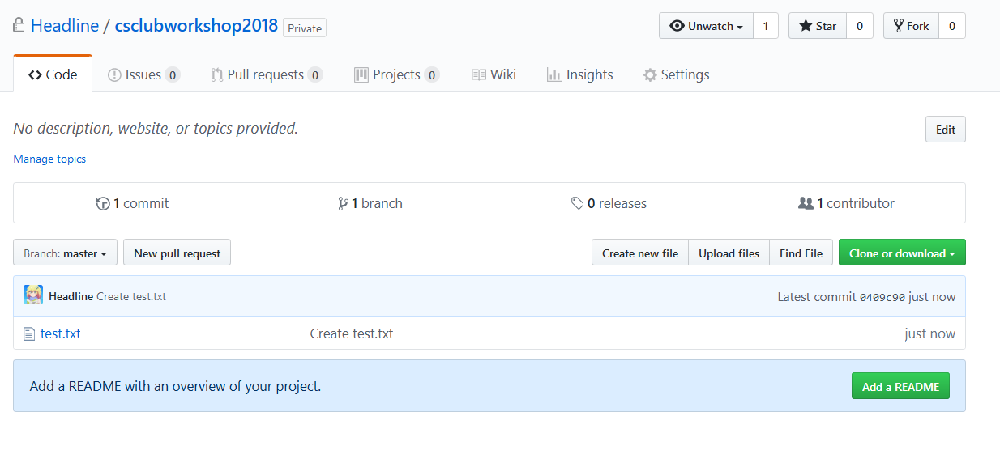 Headline / csclubworkshop2018 Private Unwatch 1 Star 0 Fork 0
Code Issues 0 Pull requests 0 Projects 0 Wiki Insights Settings
No description, website, or topics provided. Edit
Manage topics
1 commit 1 branch 0 releases 1 contributor
Branch: master New pull request Create new file Upload files Find File Clone or download
Headline Create test.txt Latest commit 0409c90 just now
test.txt Create test.txt just now
Add a README with an overview of your project. Add a README